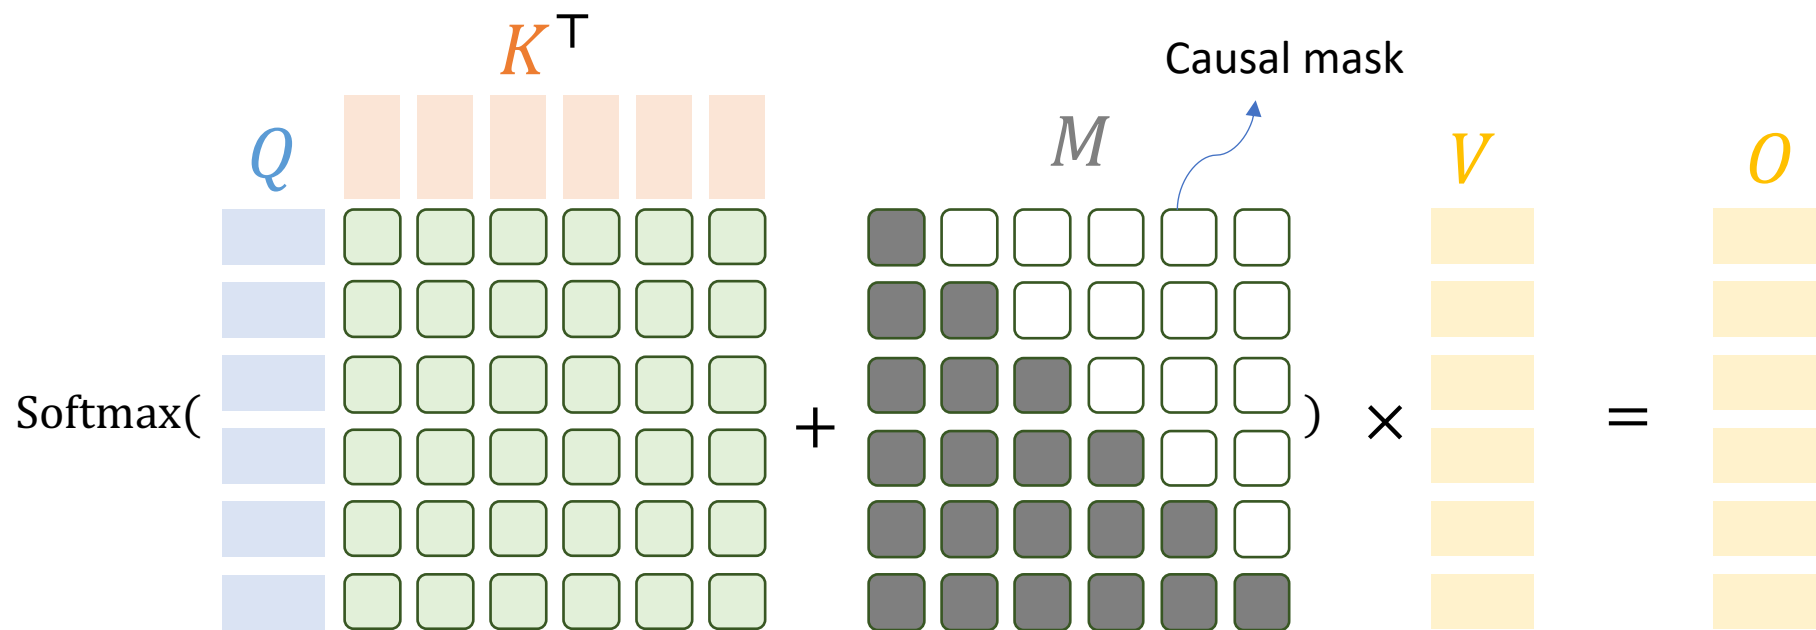 K⊤
Causal mask
Q
M
V
O
Softmax(
+
)
×
=